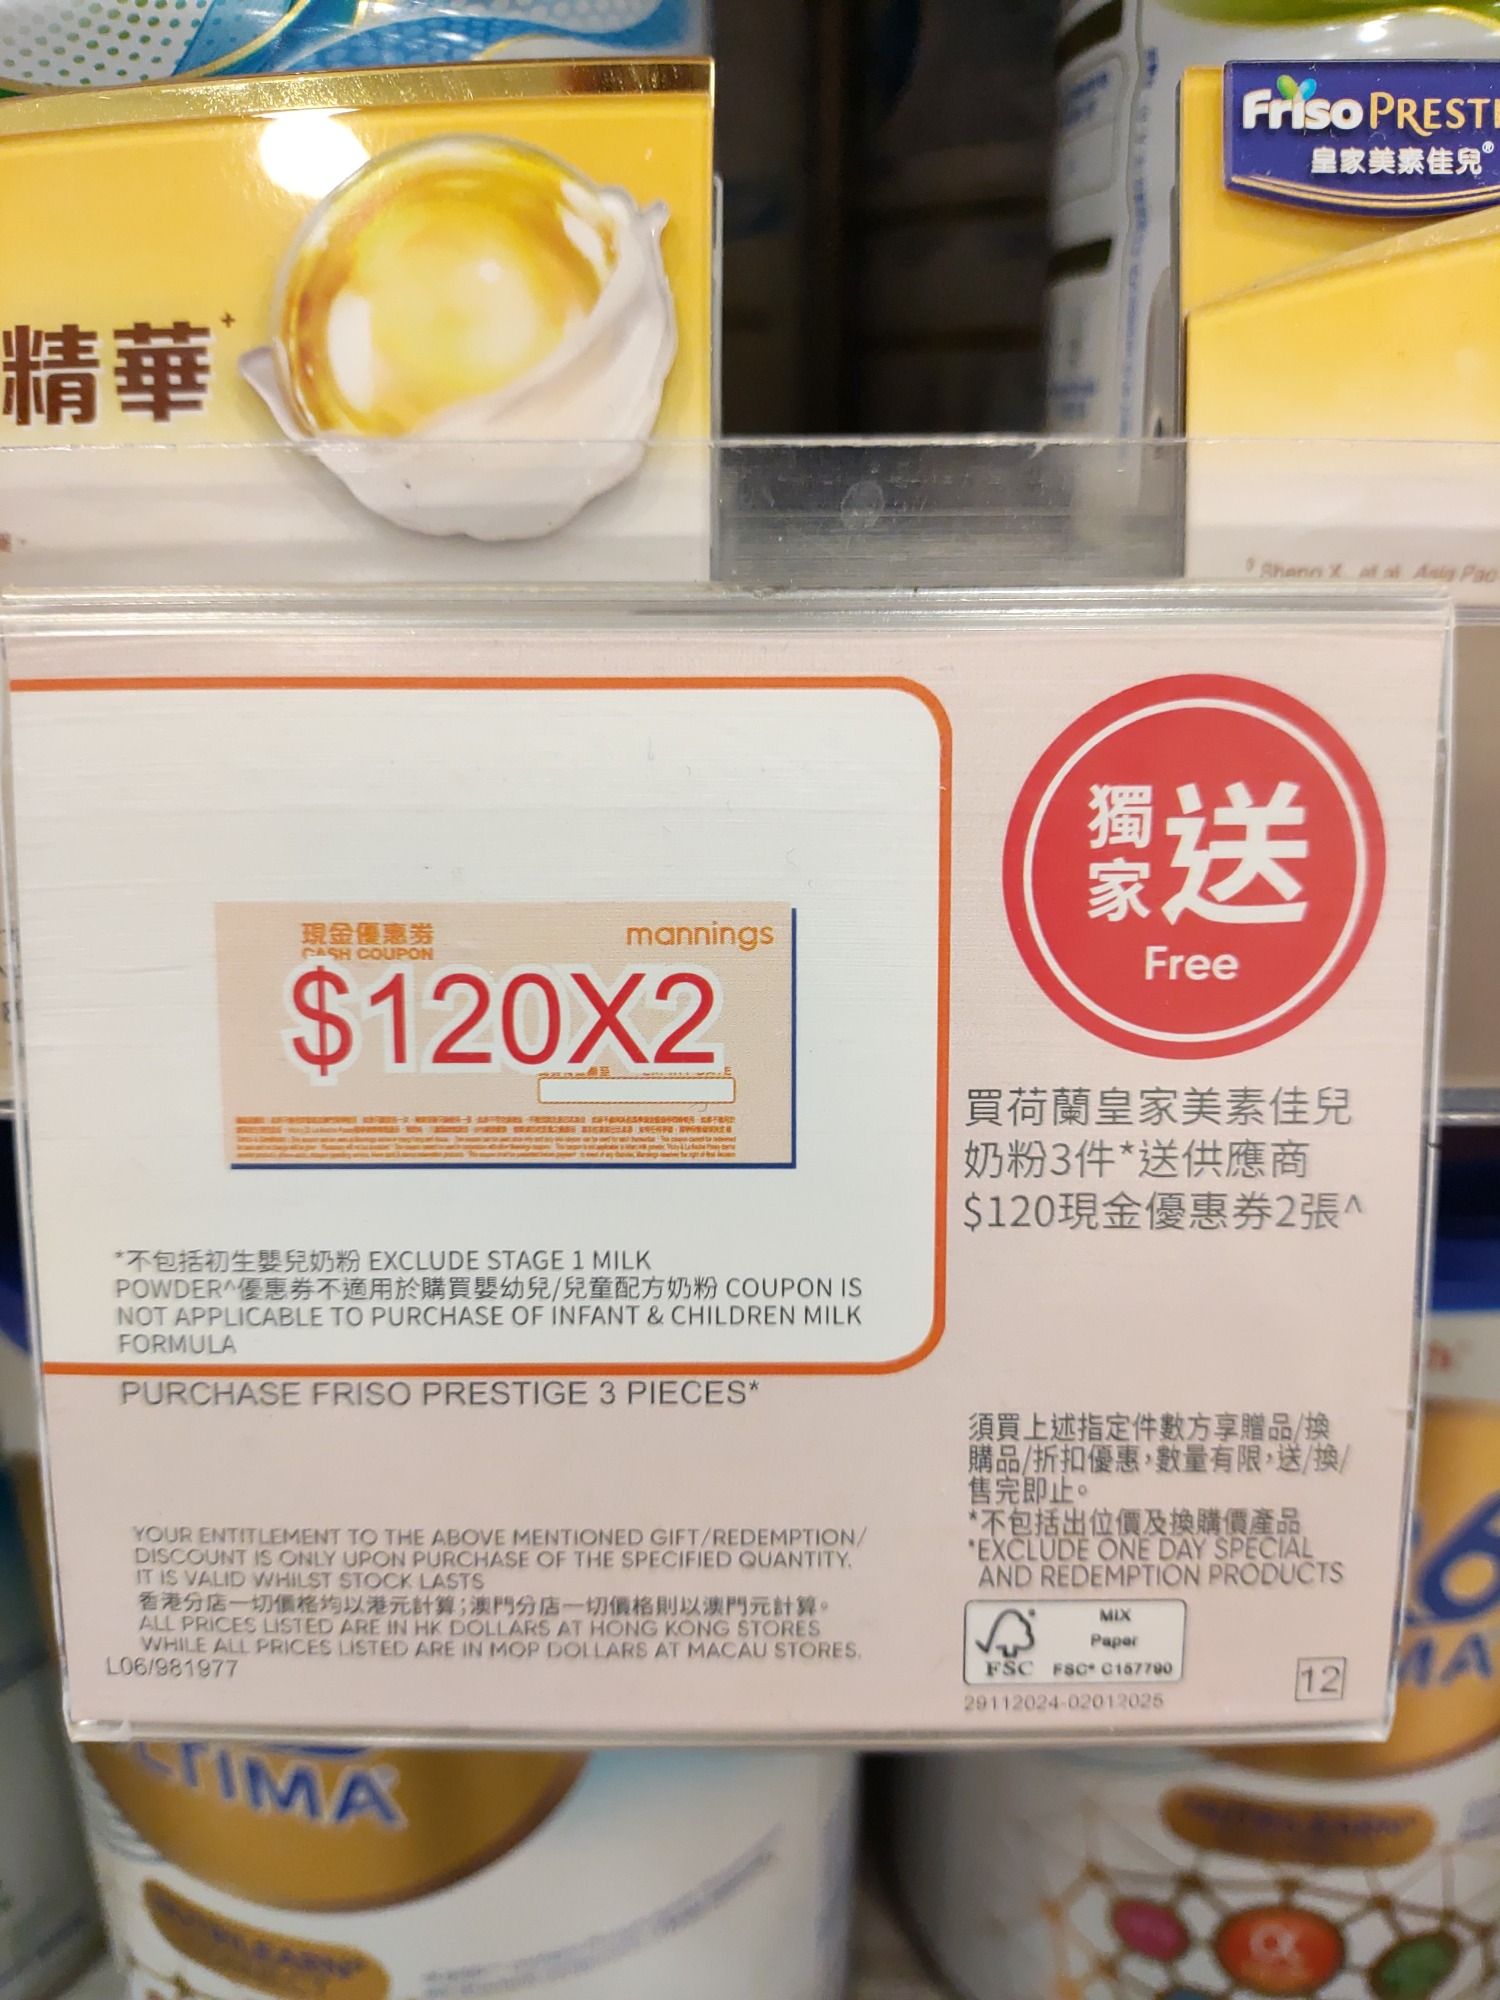 Friso PREST
皇家美素佳兒®
精華+
獨家送
Free
現金優惠券
mannings
CASH COUPON
$120X2
買荷蘭皇家美素佳兒
奶粉3件*送供應商
$120現金優惠券2張^
*不包括初生嬰兒奶粉 EXCLUDE STAGE 1 MILK
POWDER^優惠券不適用於購買嬰幼兒/兒童配方奶粉 COUPON IS
NOT APPLICABLE TO PURCHASE OF INFANT & CHILDREN MILK
FORMULA
PURCHASE FRISO PRESTIGE 3 PIECES*
須買上述指定件數方享贈品/換
購品/折扣優惠，數量有限，送/換/
售完即止。
*不包括出位價及換購價產品
*EXCLUDE ONE DAY SPECIAL
AND REDEMPTION PRODUCTS
YOUR ENTITLEMENT TO THE ABOVE MENTIONED GIFT/REDEMPTION/
DISCOUNT IS ONLY UPON PURCHASE OF THE SPECIFIED QUANTITY.
IT IS VALID WHILST STOCK LASTS
香港分店一切價格均以港元計算；澳門分店一切價格則以澳門元計算。
ALL PRICES LISTED ARE IN HK DOLLARS AT HONG KONG STORES
WHILE ALL PRICES LISTED ARE IN MOP DOLLARS AT MACAU STORES.
L06/981977
FSC
MIX
Paper
FSC® C157790
29112024-02012025
12
LTIMA